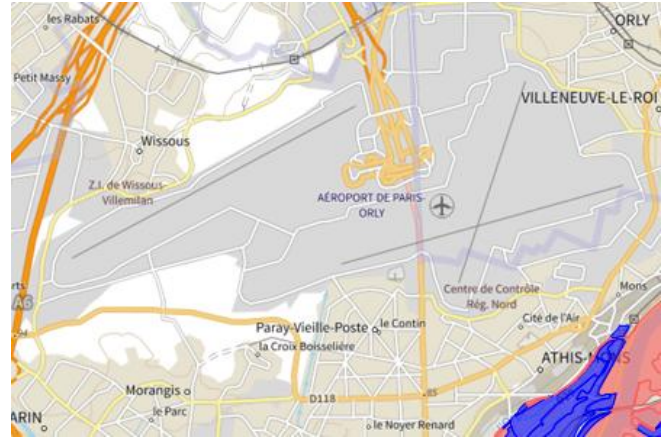 les Rabats
ORLY
Petit Massy
VILLENEUVE-LE-ROI
Wissous
Z.I. de Wissous-
Villemilan
AÉROPORT DE PARIS-
ORLY
Centre de Contrôle
Rég. Nord
Mons
A6
Paray-Vieille-Poste
le Contin
Cité de l'Air
la Croix Boisselière
ATHIS-MONS
Morangis
D118
le Parc
le Noyer Renard
ARIN